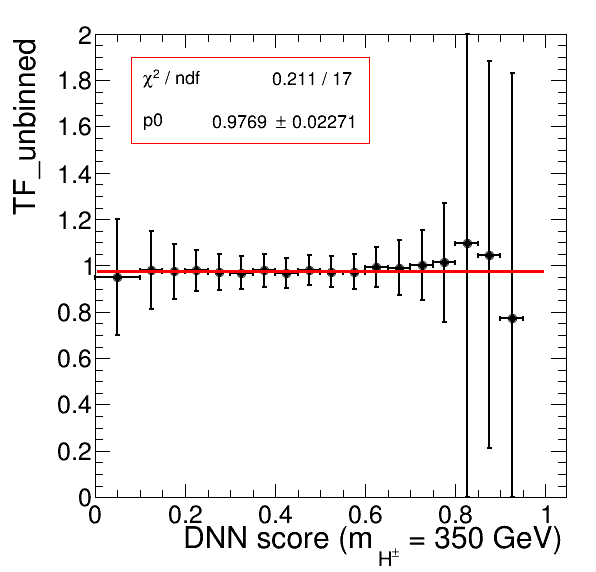 TF_unbinned
χ² / ndf 0.211 / 17
p0 0.9769 ± 0.02271
2
1.8
1.6
1.4
1.2
1
0.8
0.6
0.4
0.2
0
0 0.2 0.4 0.6 0.8 1
DNN score (m_H± = 350 GeV)